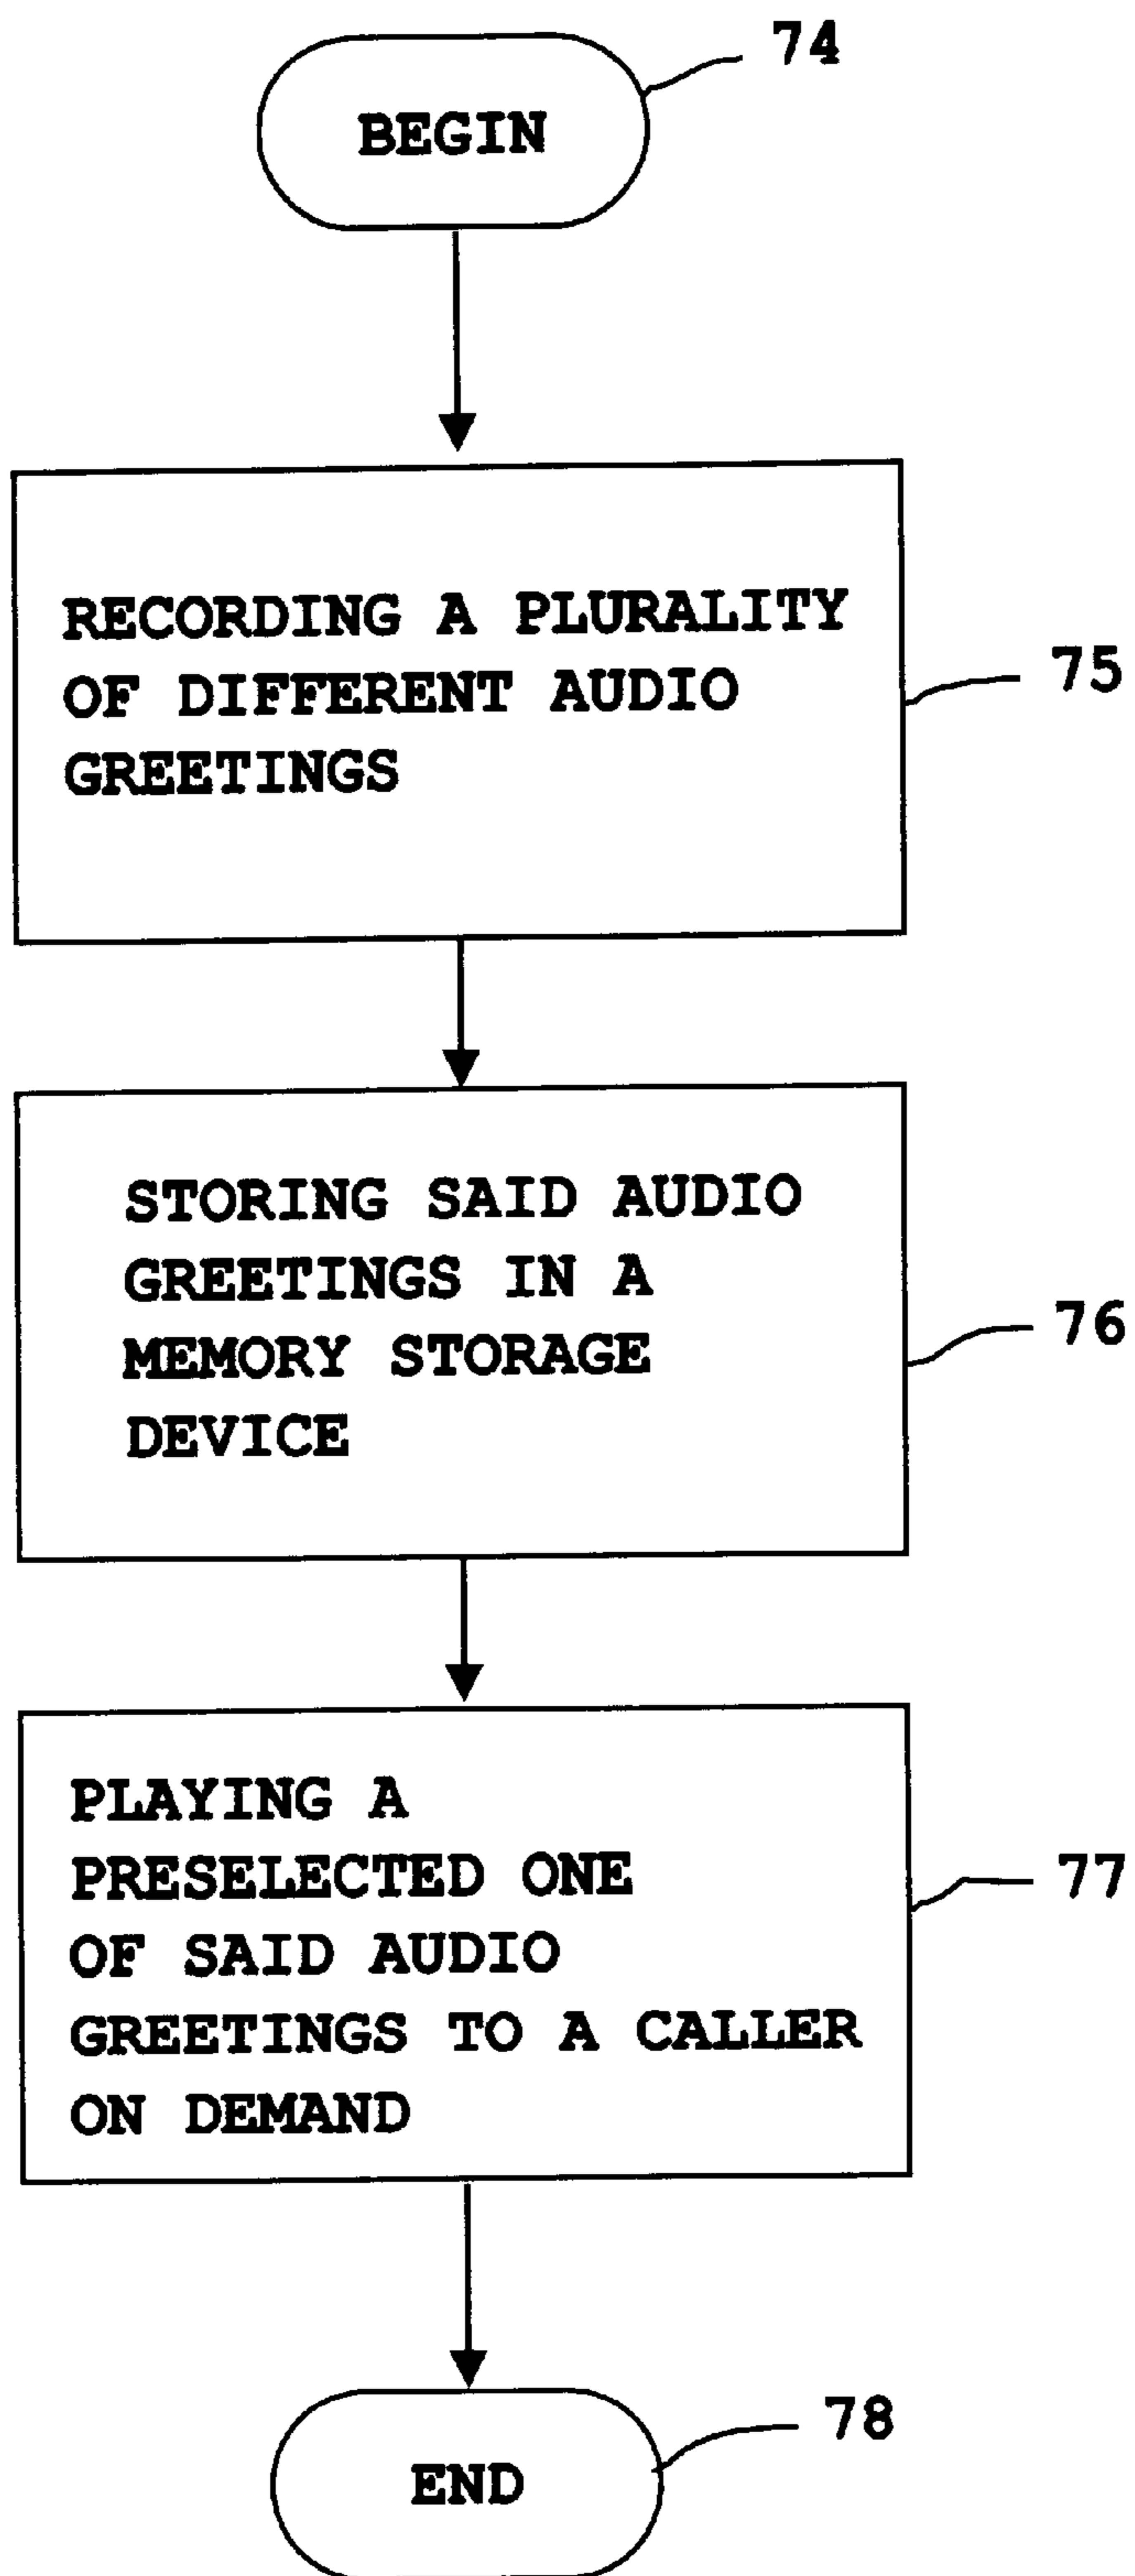 74
BEGIN
RECORDING A PLURALITY
OF DIFFERENT AUDIO
GREETINGS
75
STORING SAID AUDIO
GREETINGS IN A
MEMORY STORAGE
DEVICE
76
PLAYING A
PRESELECTED ONE
OF SAID AUDIO
GREETINGS TO A CALLER
ON DEMAND
77
78
END